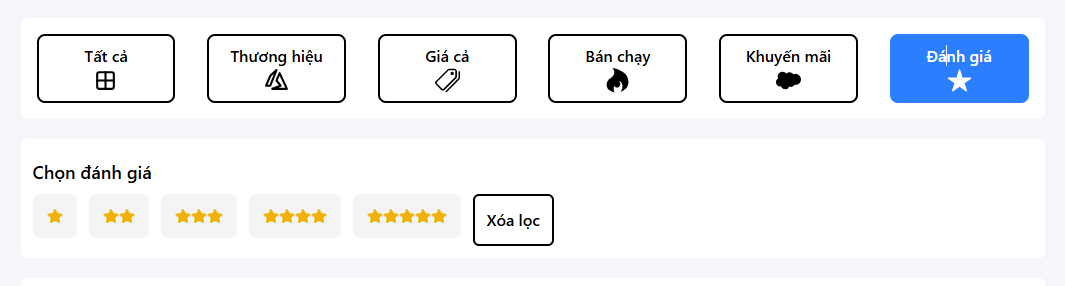 Tất cả
Thương hiệu
Giá cả
Bán chạy
Khuyến mãi
Đánh giá
Chọn đánh giá
Xóa lọc